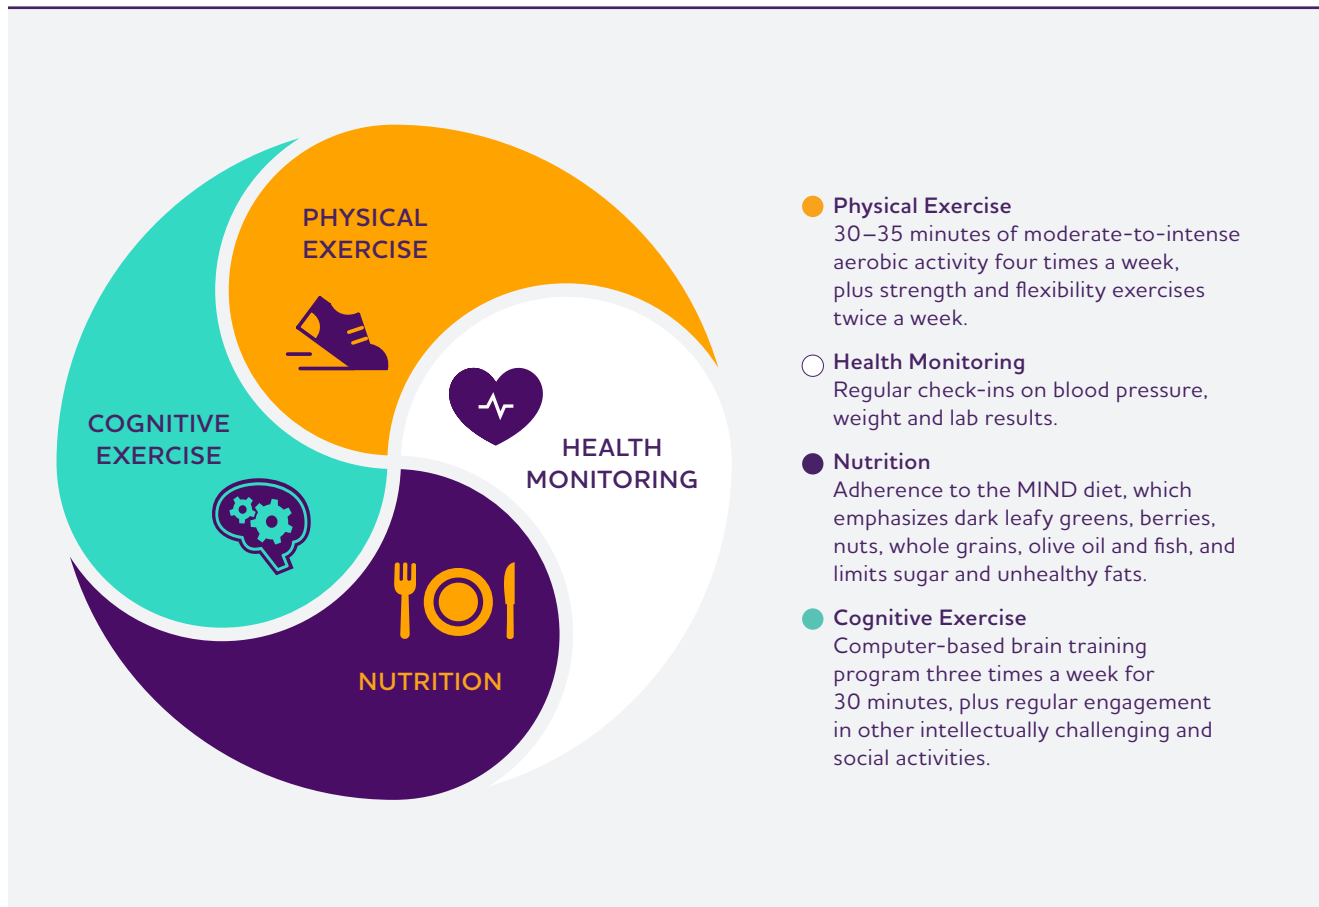 PHYSICAL
EXERCISE
COGNITIVE
EXERCISE
HEALTH
MONITORING
NUTRITION
Physical Exercise
30–35 minutes of moderate-to-intense
aerobic activity four times a week,
plus strength and flexibility exercises
twice a week.
Health Monitoring
Regular check-ins on blood pressure,
weight and lab results.
Nutrition
Adherence to the MIND diet, which
emphasizes dark leafy greens, berries,
nuts, whole grains, olive oil and fish, and
limits sugar and unhealthy fats.
Cognitive Exercise
Computer-based brain training
program three times a week for
30 minutes, plus regular engagement
in other intellectually challenging and
social activities.